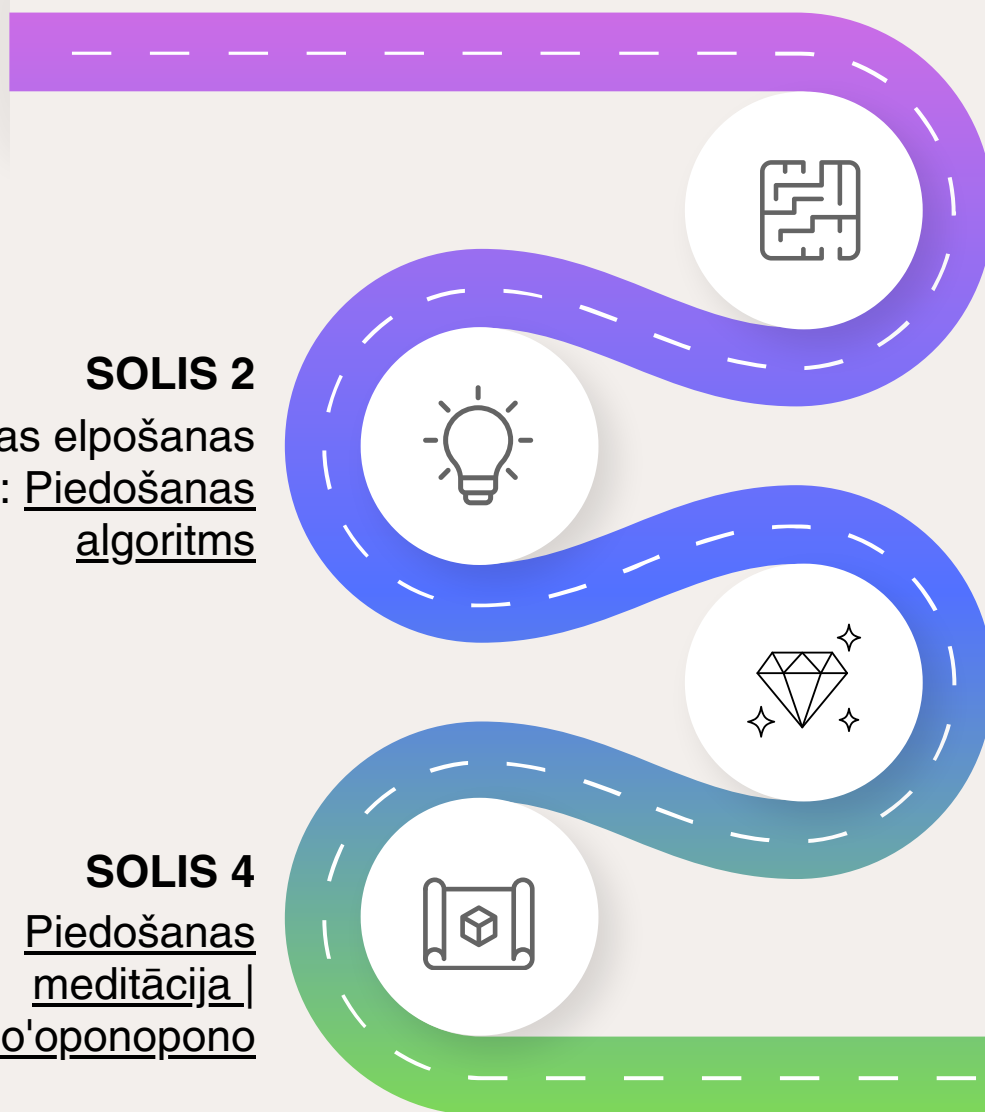 SOLIS 2
as elpošanas
: Piedošanas
algoritms
SOLIS 4
Piedošanas
meditācija |
o'oponopono